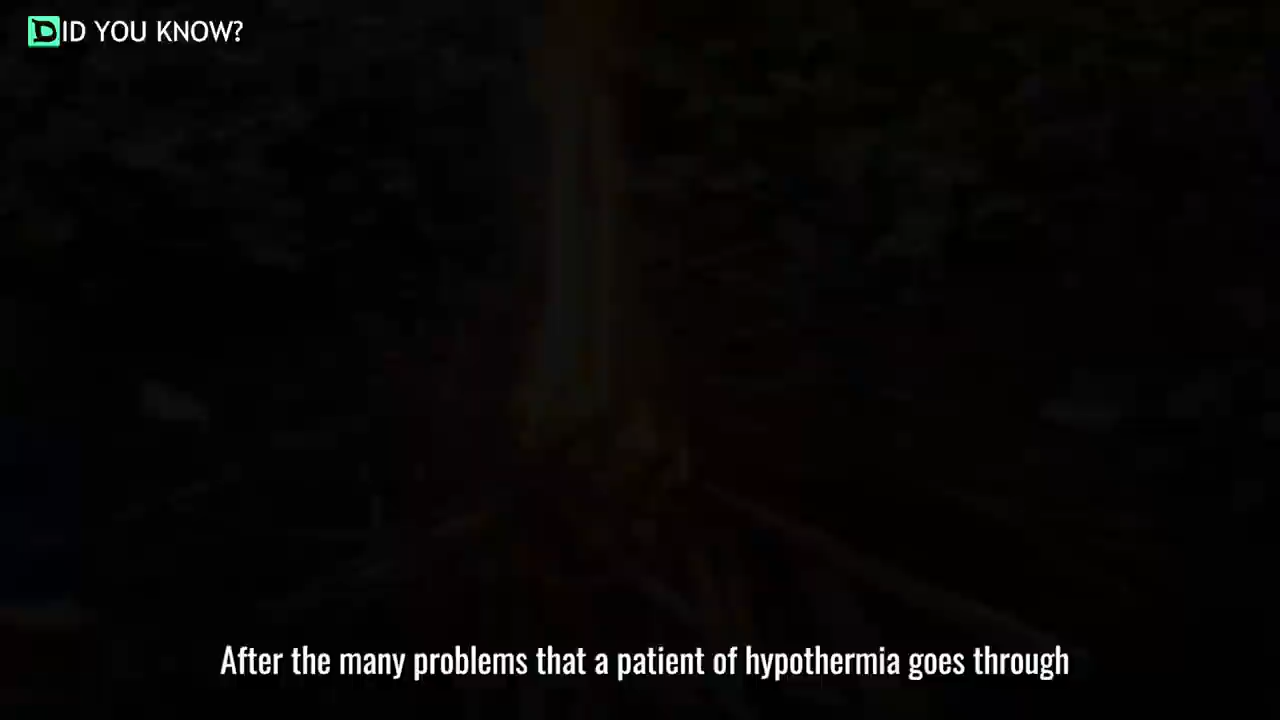 DID YOU KNOW?
After the many problems that a patient of hypothermia goes through